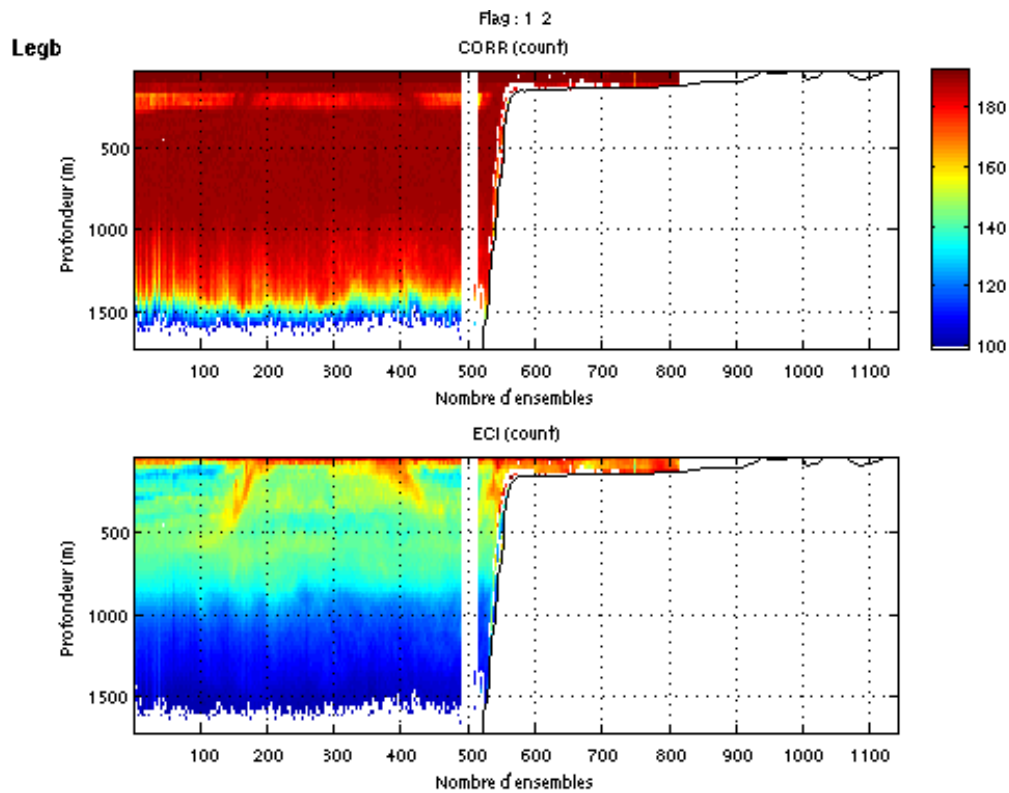 Flag : 1 2
Legb
CORR (count)
Profondeur (m)
500
1000
1500
100 200 300 400 500 600 700 800 900 1000 1100
Nombre d'ensembles
180
160
140
120
100
ECI (count)
Profondeur (m)
500
1000
1500
100 200 300 400 500 600 700 800 900 1000 1100
Nombre d'ensembles